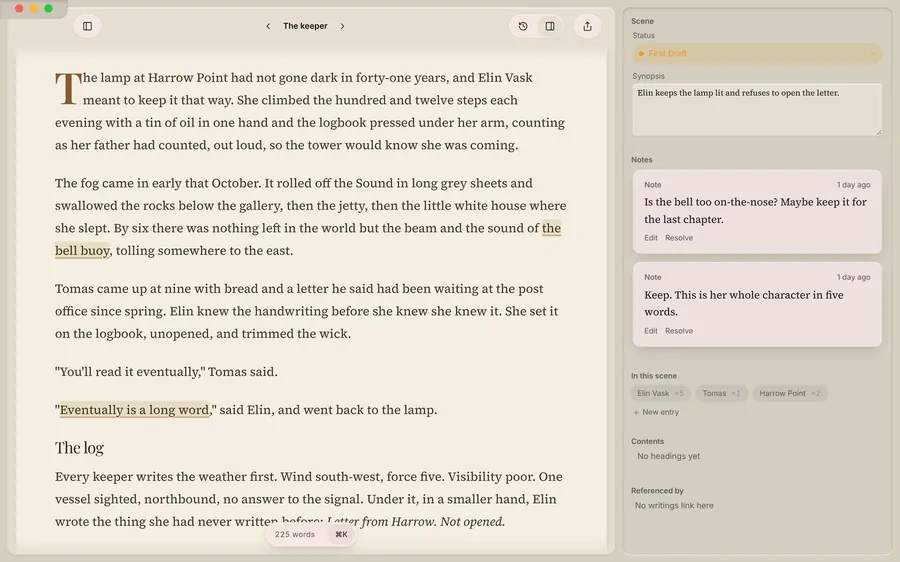 The keeper
The lamp at Harrow Point had not gone dark in forty-one years, and Elin Vask
meant to keep it that way. She climbed the hundred and twelve steps each
evening with a tin of oil in one hand and the logbook pressed under her arm, counting
as her father had counted, out loud, so the tower would know she was coming.
The fog came in early that October. It rolled off the Sound in long grey sheets and
swallowed the rocks below the gallery, then the jetty, then the little white house where
she slept. By six there was nothing left in the world but the beam and the sound of the
bell buoy, tolling somewhere to the east.
Tomas came up at nine with bread and a letter he said had been waiting at the post
office since spring. Elin knew the handwriting before she knew she knew it. She set it
on the logbook, unopened, and trimmed the wick.
"You'll read it eventually," Tomas said.
"Eventually is a long word," said Elin, and went back to the lamp.
The log
Every keeper writes the weather first. Wind south-west, force five. Visibility poor. One
vessel sighted, northbound, no answer to the signal. Under it, in a smaller hand, Elin
wrote the thing she had never written before: Letter from Harrow. Not opened.
225 words ⌘K
Scene
Status
First Draft
Synopsis
Elin keeps the lamp lit and refuses to open the letter.
Notes
Note 1 day ago
Is the bell too on-the-nose? Maybe keep it for
the last chapter.
Edit Resolve
Note 1 day ago
Keep. This is her whole character in five
words.
Edit Resolve
In this scene
Elin Vask ×5 Tomas ×1 Harrow Point ×2
+ New entry
Contents
No headings yet
Referenced by
No writings link here